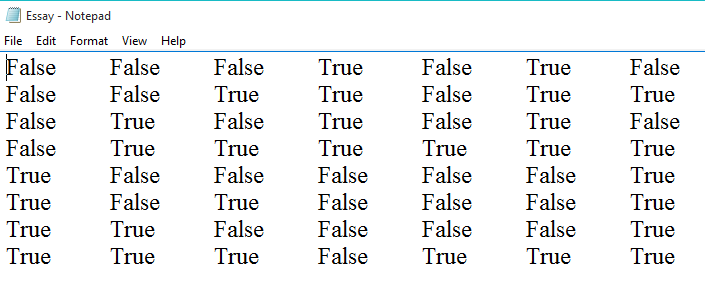 Essay - Notepad
File Edit Format View Help
False False False True False True False
False False True True False True True
False True False True False True False
False True True True True True True
True False False False False False True
True False True False False False True
True True False False False False True
True True True False True True True